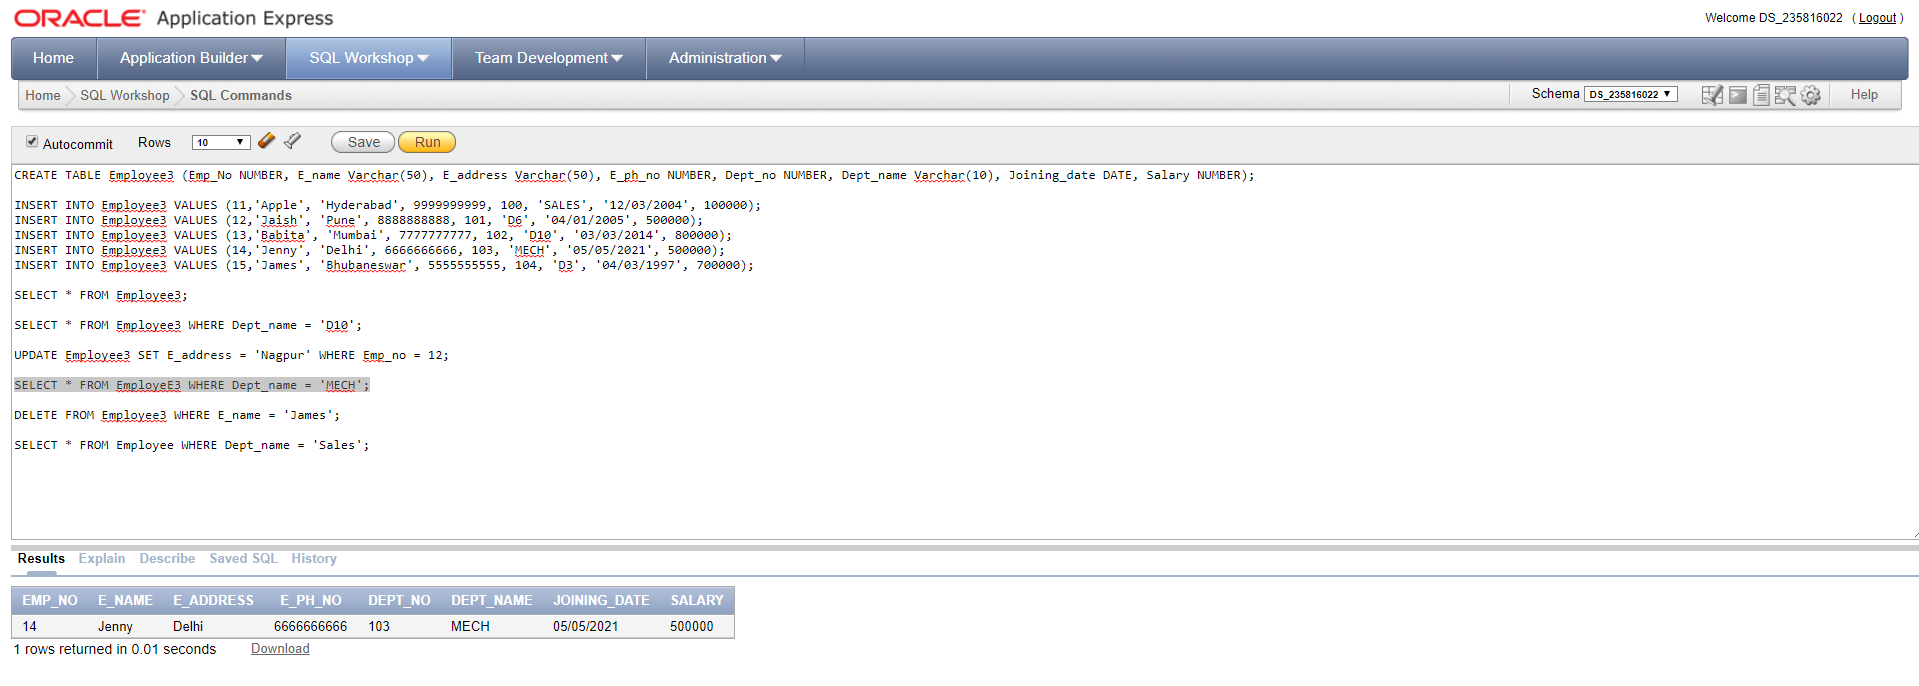 ORACLE Application Express
Welcome DS_235816022 ( Logout )
Home Application Builder SQL Workshop Team Development Administration
Home SQL Workshop SQL Commands Schema DS_235816022 Help
Autocommit Rows 10 Save Run
CREATE TABLE Employee3 (Emp_No NUMBER, E_name Varchar(50), E_address Varchar(50), E_ph_no NUMBER, Dept_no NUMBER, Dept_name Varchar(10), Joining_date DATE, Salary NUMBER);
INSERT INTO Employee3 VALUES (11,'Apple', 'Hyderabad', 9999999999, 100, 'SALES', '12/03/2004', 100000);
INSERT INTO Employee3 VALUES (12,'Jaish', 'Pune', 8888888888, 101, 'D6', '04/01/2005', 500000);
INSERT INTO Employee3 VALUES (13,'Babita', 'Mumbai', 7777777777, 102, 'D10', '03/03/2014', 800000);
INSERT INTO Employee3 VALUES (14,'Jenny', 'Delhi', 6666666666, 103, 'MECH', '05/05/2021', 500000);
INSERT INTO Employee3 VALUES (15,'James', 'Bhubaneswar', 5555555555, 104, 'D3', '04/03/1997', 700000);
SELECT * FROM Employee3;
SELECT * FROM Employee3 WHERE Dept_name = 'D10';
UPDATE Employee3 SET E_address = 'Nagpur' WHERE Emp_no = 12;
SELECT * FROM EmployeE3 WHERE Dept_name = 'MECH';
DELETE FROM Employee3 WHERE E_name = 'James';
SELECT * FROM Employee WHERE Dept_name = 'Sales';
Results Explain Describe Saved SQL History
EMP_NO E_NAME E_ADDRESS E_PH_NO DEPT_NO DEPT_NAME JOINING_DATE SALARY
14 Jenny Delhi 6666666666 103 MECH 05/05/2021 500000
1 rows returned in 0.01 seconds Download